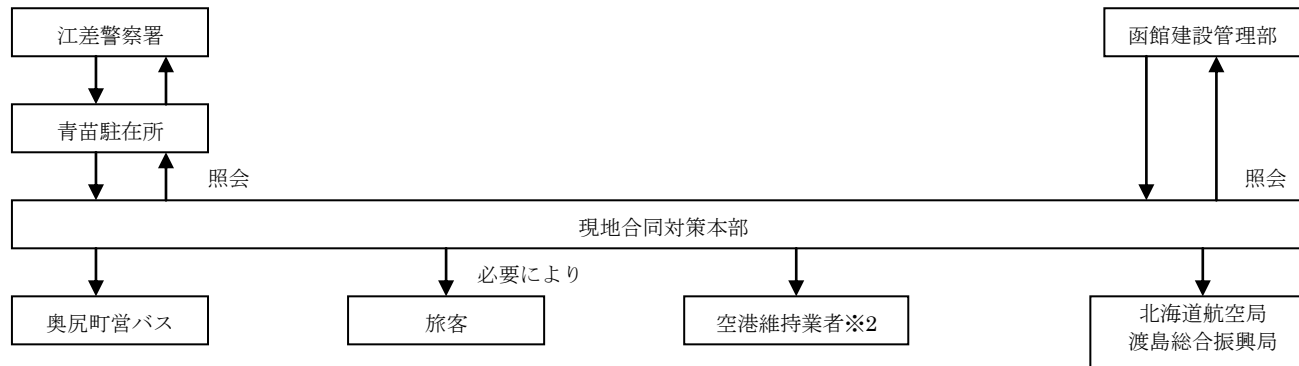 江差警察署
函館建設管理部
青苗駐在所
照会
照会
現地合同対策本部
必要により
奥尻町営バス
旅客
空港維持業者※2
北海道航空局
渡島総合振興局